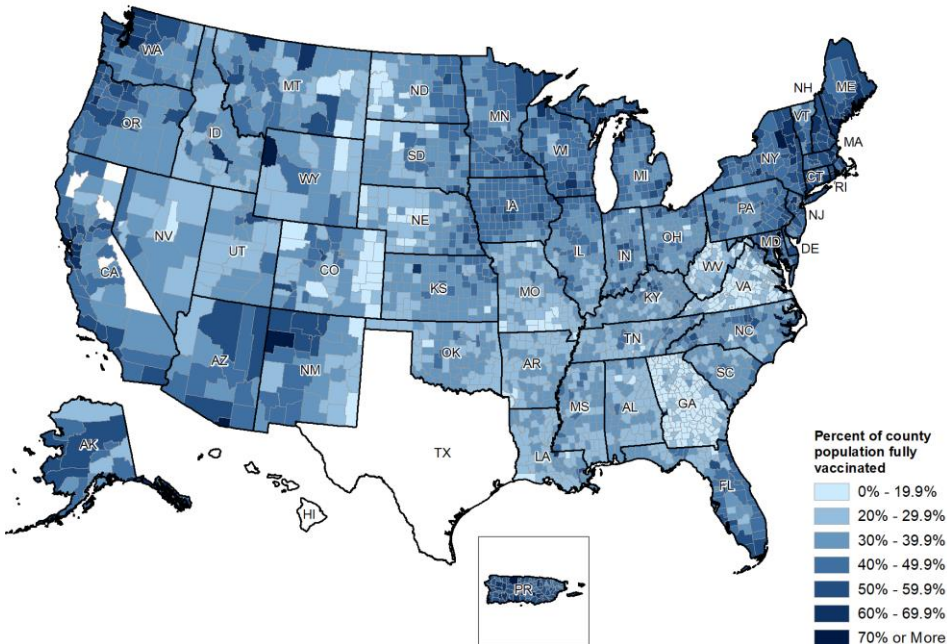 WA
MT
ND
MN
OR
ID
SD
WI
MI
NH
VT
ME
MA
NY
CT
RI
WY
NE
IA
PA
NJ
NV
UT
CO
IL
IN
OH
MD
DE
WV
VA
CA
KS
MO
KY
NC
TN
AZ
NM
OK
AR
SC
MS
AL
GA
TX
LA
FL
AK
HI
PR
Percent of county
population fully
vaccinated
0% - 19.9%
20% - 29.9%
30% - 39.9%
40% - 49.9%
50% - 59.9%
60% - 69.9%
70% or More